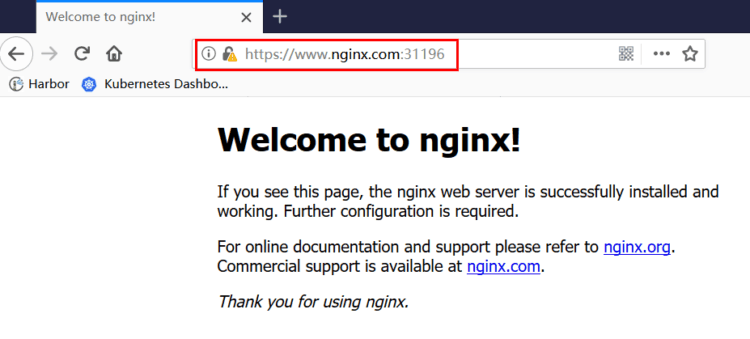 Welcome to nginx!
https://www.nginx.com:31196
Harbor
Kubernetes Dashbo...
Welcome to nginx!
If you see this page, the nginx web server is successfully installed and
working. Further configuration is required.
For online documentation and support please refer to nginx.org.
Commercial support is available at nginx.com.
Thank you for using nginx.